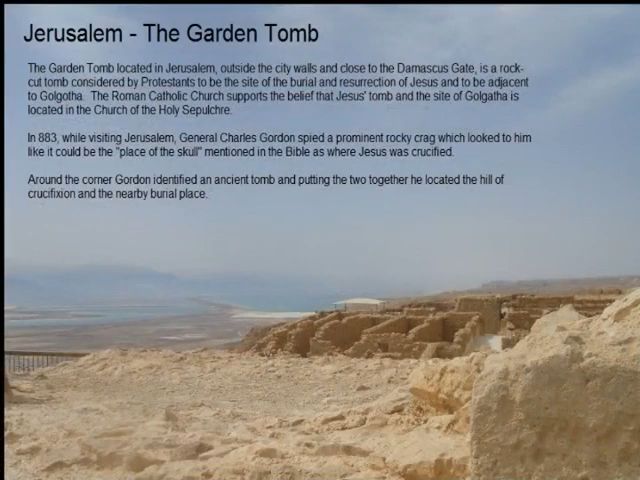 Jerusalem - The Garden Tomb
The Garden Tomb located in Jerusalem, outside the city walls and close to the Damascus Gate, is a rock-
cut tomb considered by Protestants to be the site of the burial and resurrection of Jesus and to be adjacent
to Golgotha. The Roman Catholic Church supports the belief that Jesus' tomb and the site of Golgatha is
located in the Church of the Holy Sepulchre.
In 883, while visiting Jerusalem, General Charles Gordon spied a prominent rocky crag which looked to him
like it could be the "place of the skull" mentioned in the Bible as where Jesus was crucified.
Around the corner Gordon identified an ancient tomb and putting the two together he located the hill of
crucifixion and the nearby burial place.